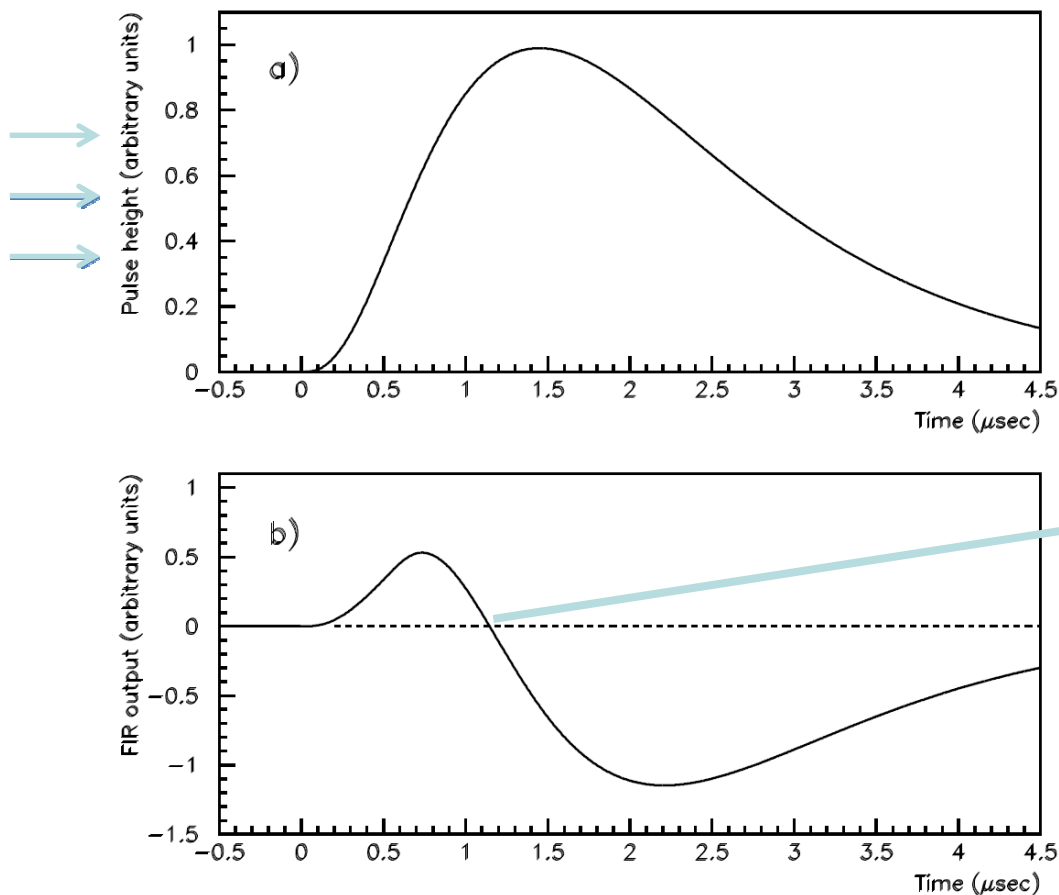 a)
Pulse height (arbitrary units)
1
0.8
0.6
0.4
0.2
0
−0.5 0 0.5 1 1.5 2 2.5 3 3.5 4 4.5
Time (μsec)
b)
FIR output (arbitrary units)
1
0.5
0
−0.5
−1
−1.5
−0.5 0 0.5 1 1.5 2 2.5 3 3.5 4 4.5
Time (μsec)